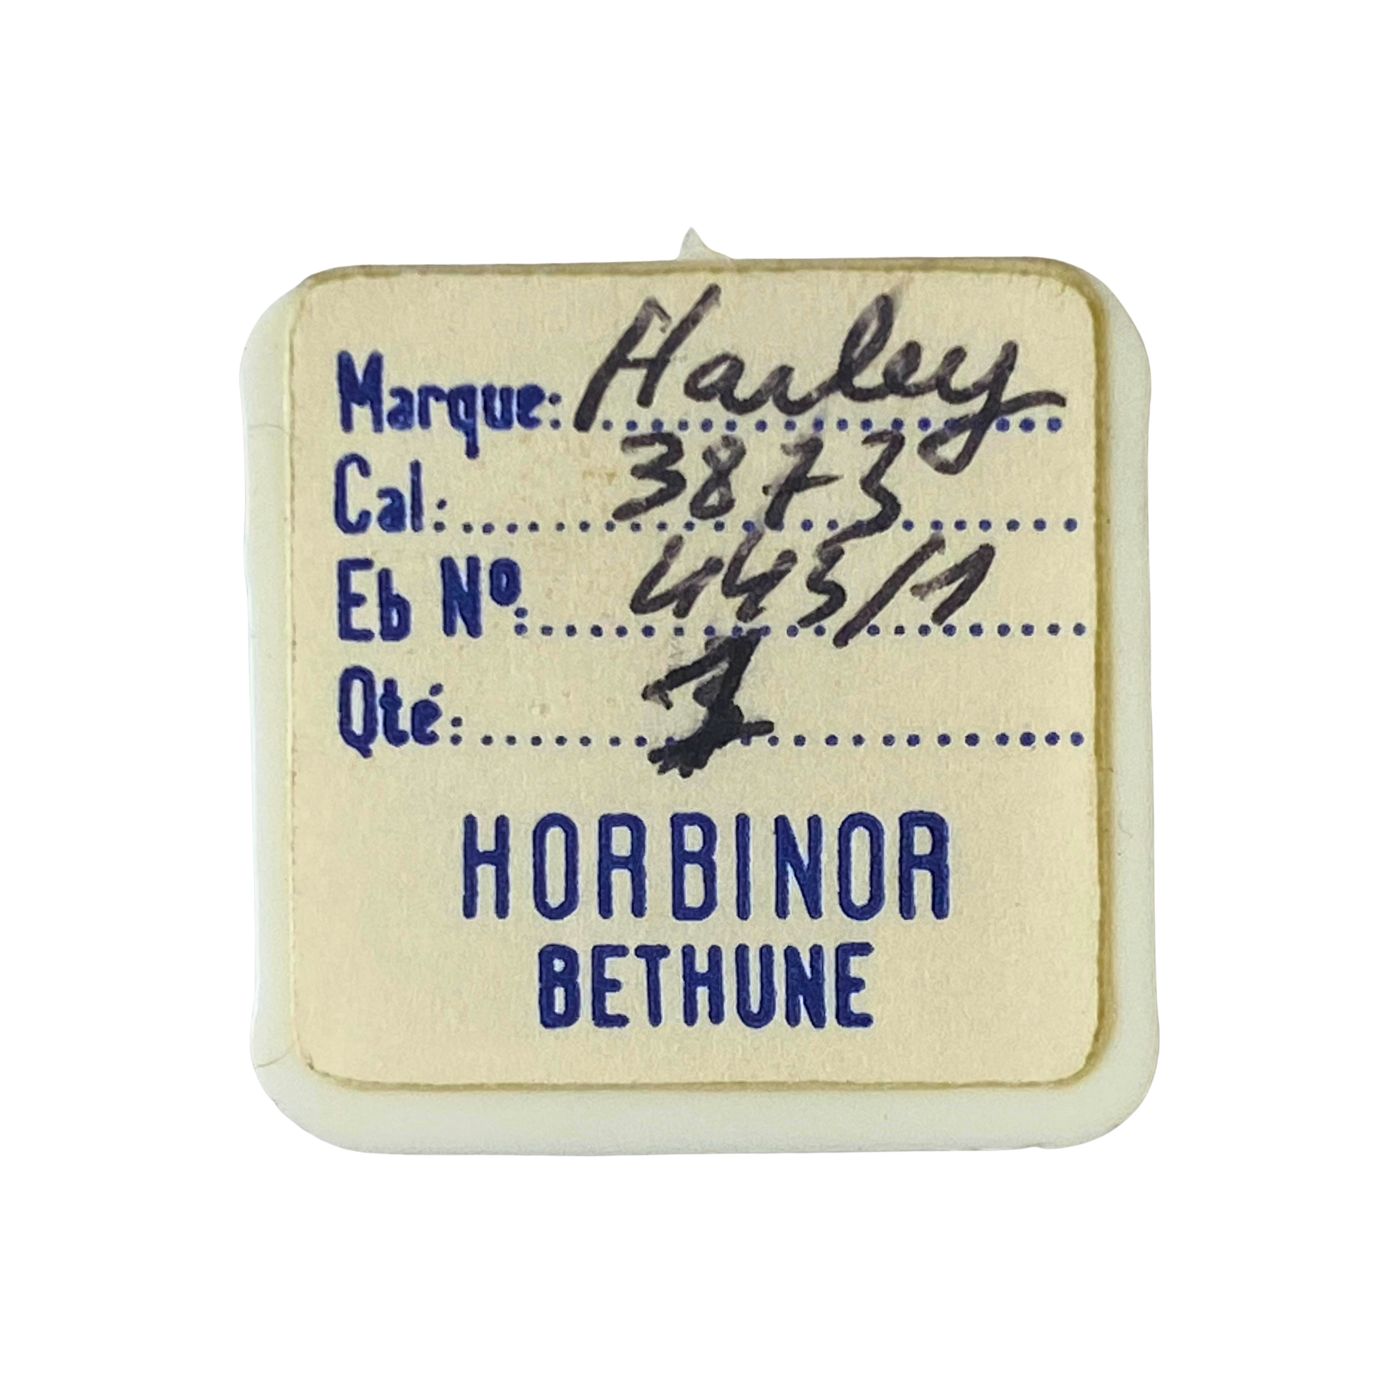 Marque: Harley
Cal: 3873
Eb Nº: 445/1
Qté: 1
HORBINOR
BETHUNE